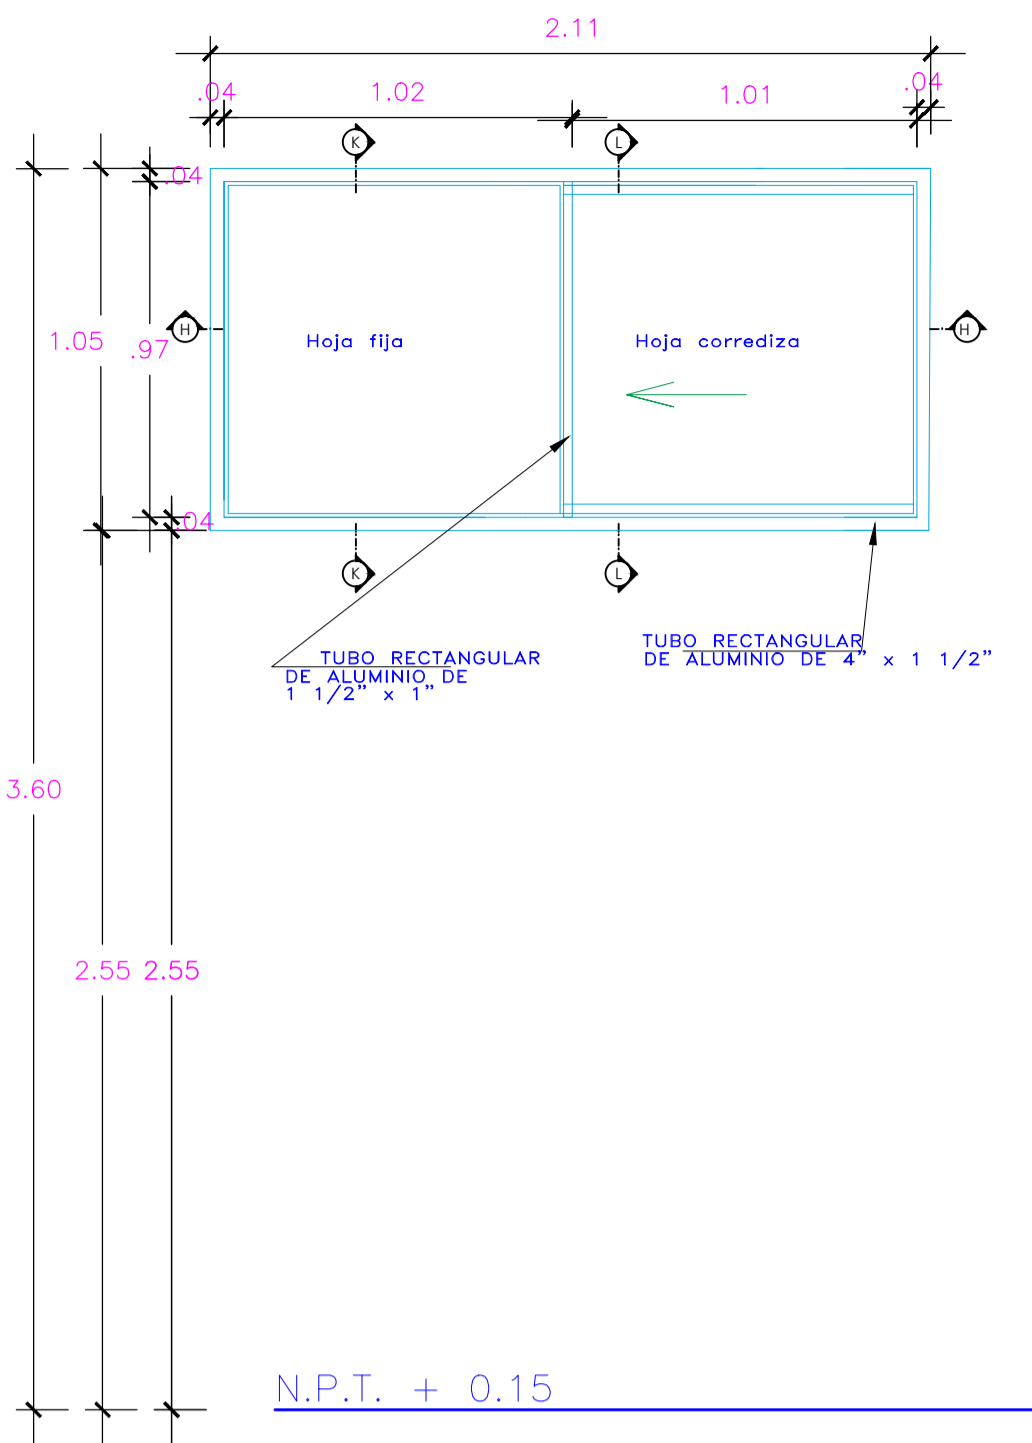 2.11
.04
1.02
1.01
.04
K
L
.04
1.05
.97
H
Hoja fija
Hoja corrediza
H
.04
K
L
TUBO RECTANGULAR
DE ALUMINIO DE
1 1/2” x 1”
TUBO RECTANGULAR
DE ALUMINIO DE 4” x 1 1/2”
3.60
2.55
2.55
N.P.T. + 0.15